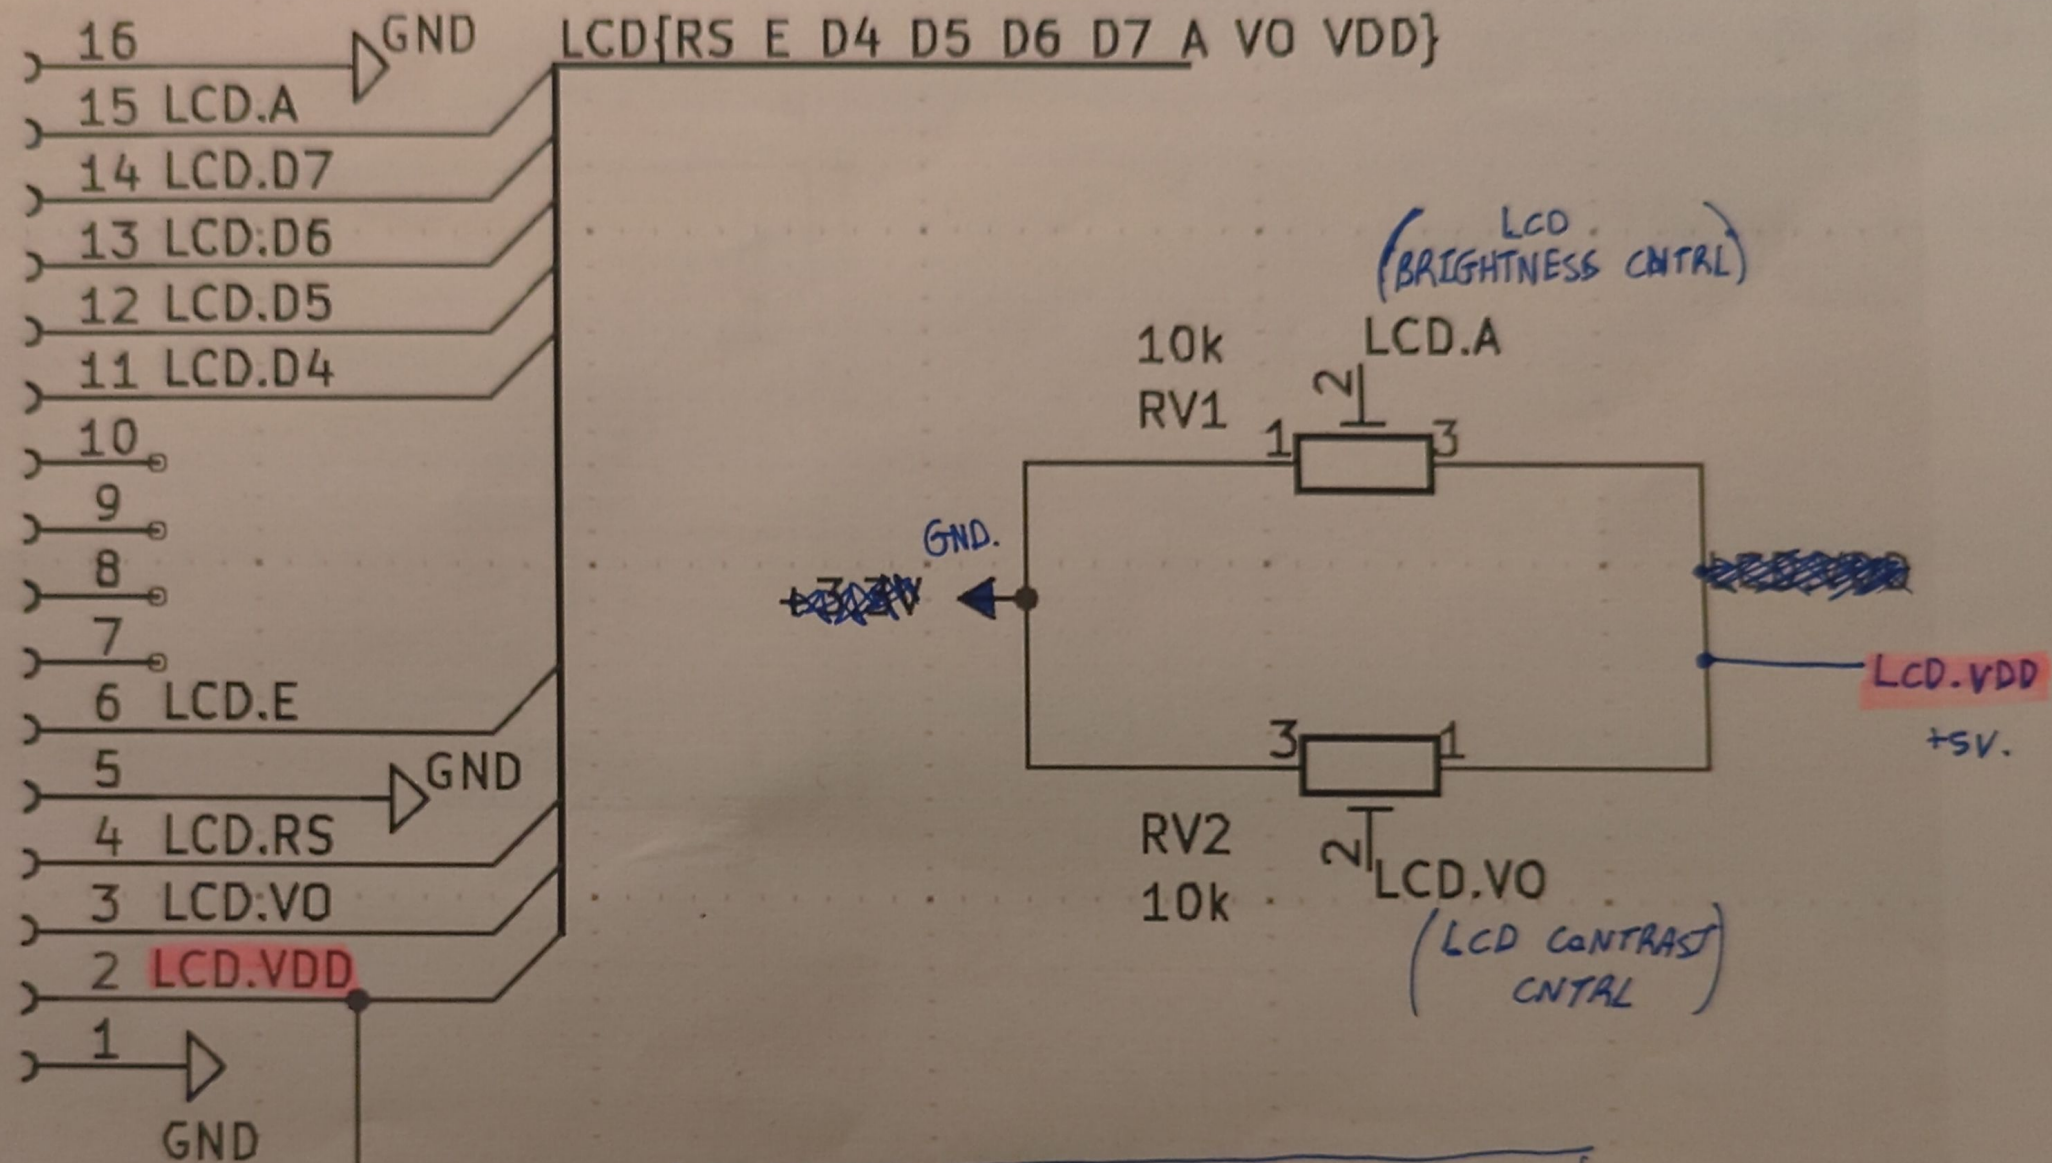 16 GND
LCD{RS E D4 D5 D6 D7 A VO VDD}
15 LCD.A
14 LCD.D7
13 LCD.D6
12 LCD.D5
11 LCD.D4
10
9
8
7
6 LCD.E
5 GND
4 LCD.RS
3 LCD.VO
2 LCD.VDD
1
GND
(LCD
BRIGHTNESS CNTRL)
LCD.A
10k
RV1
2
1 3
GND.
LCD.VDD
+5V.
3 1
RV2
10k
2
LCD.VO
(LCD CONTRAST
CNTRL)